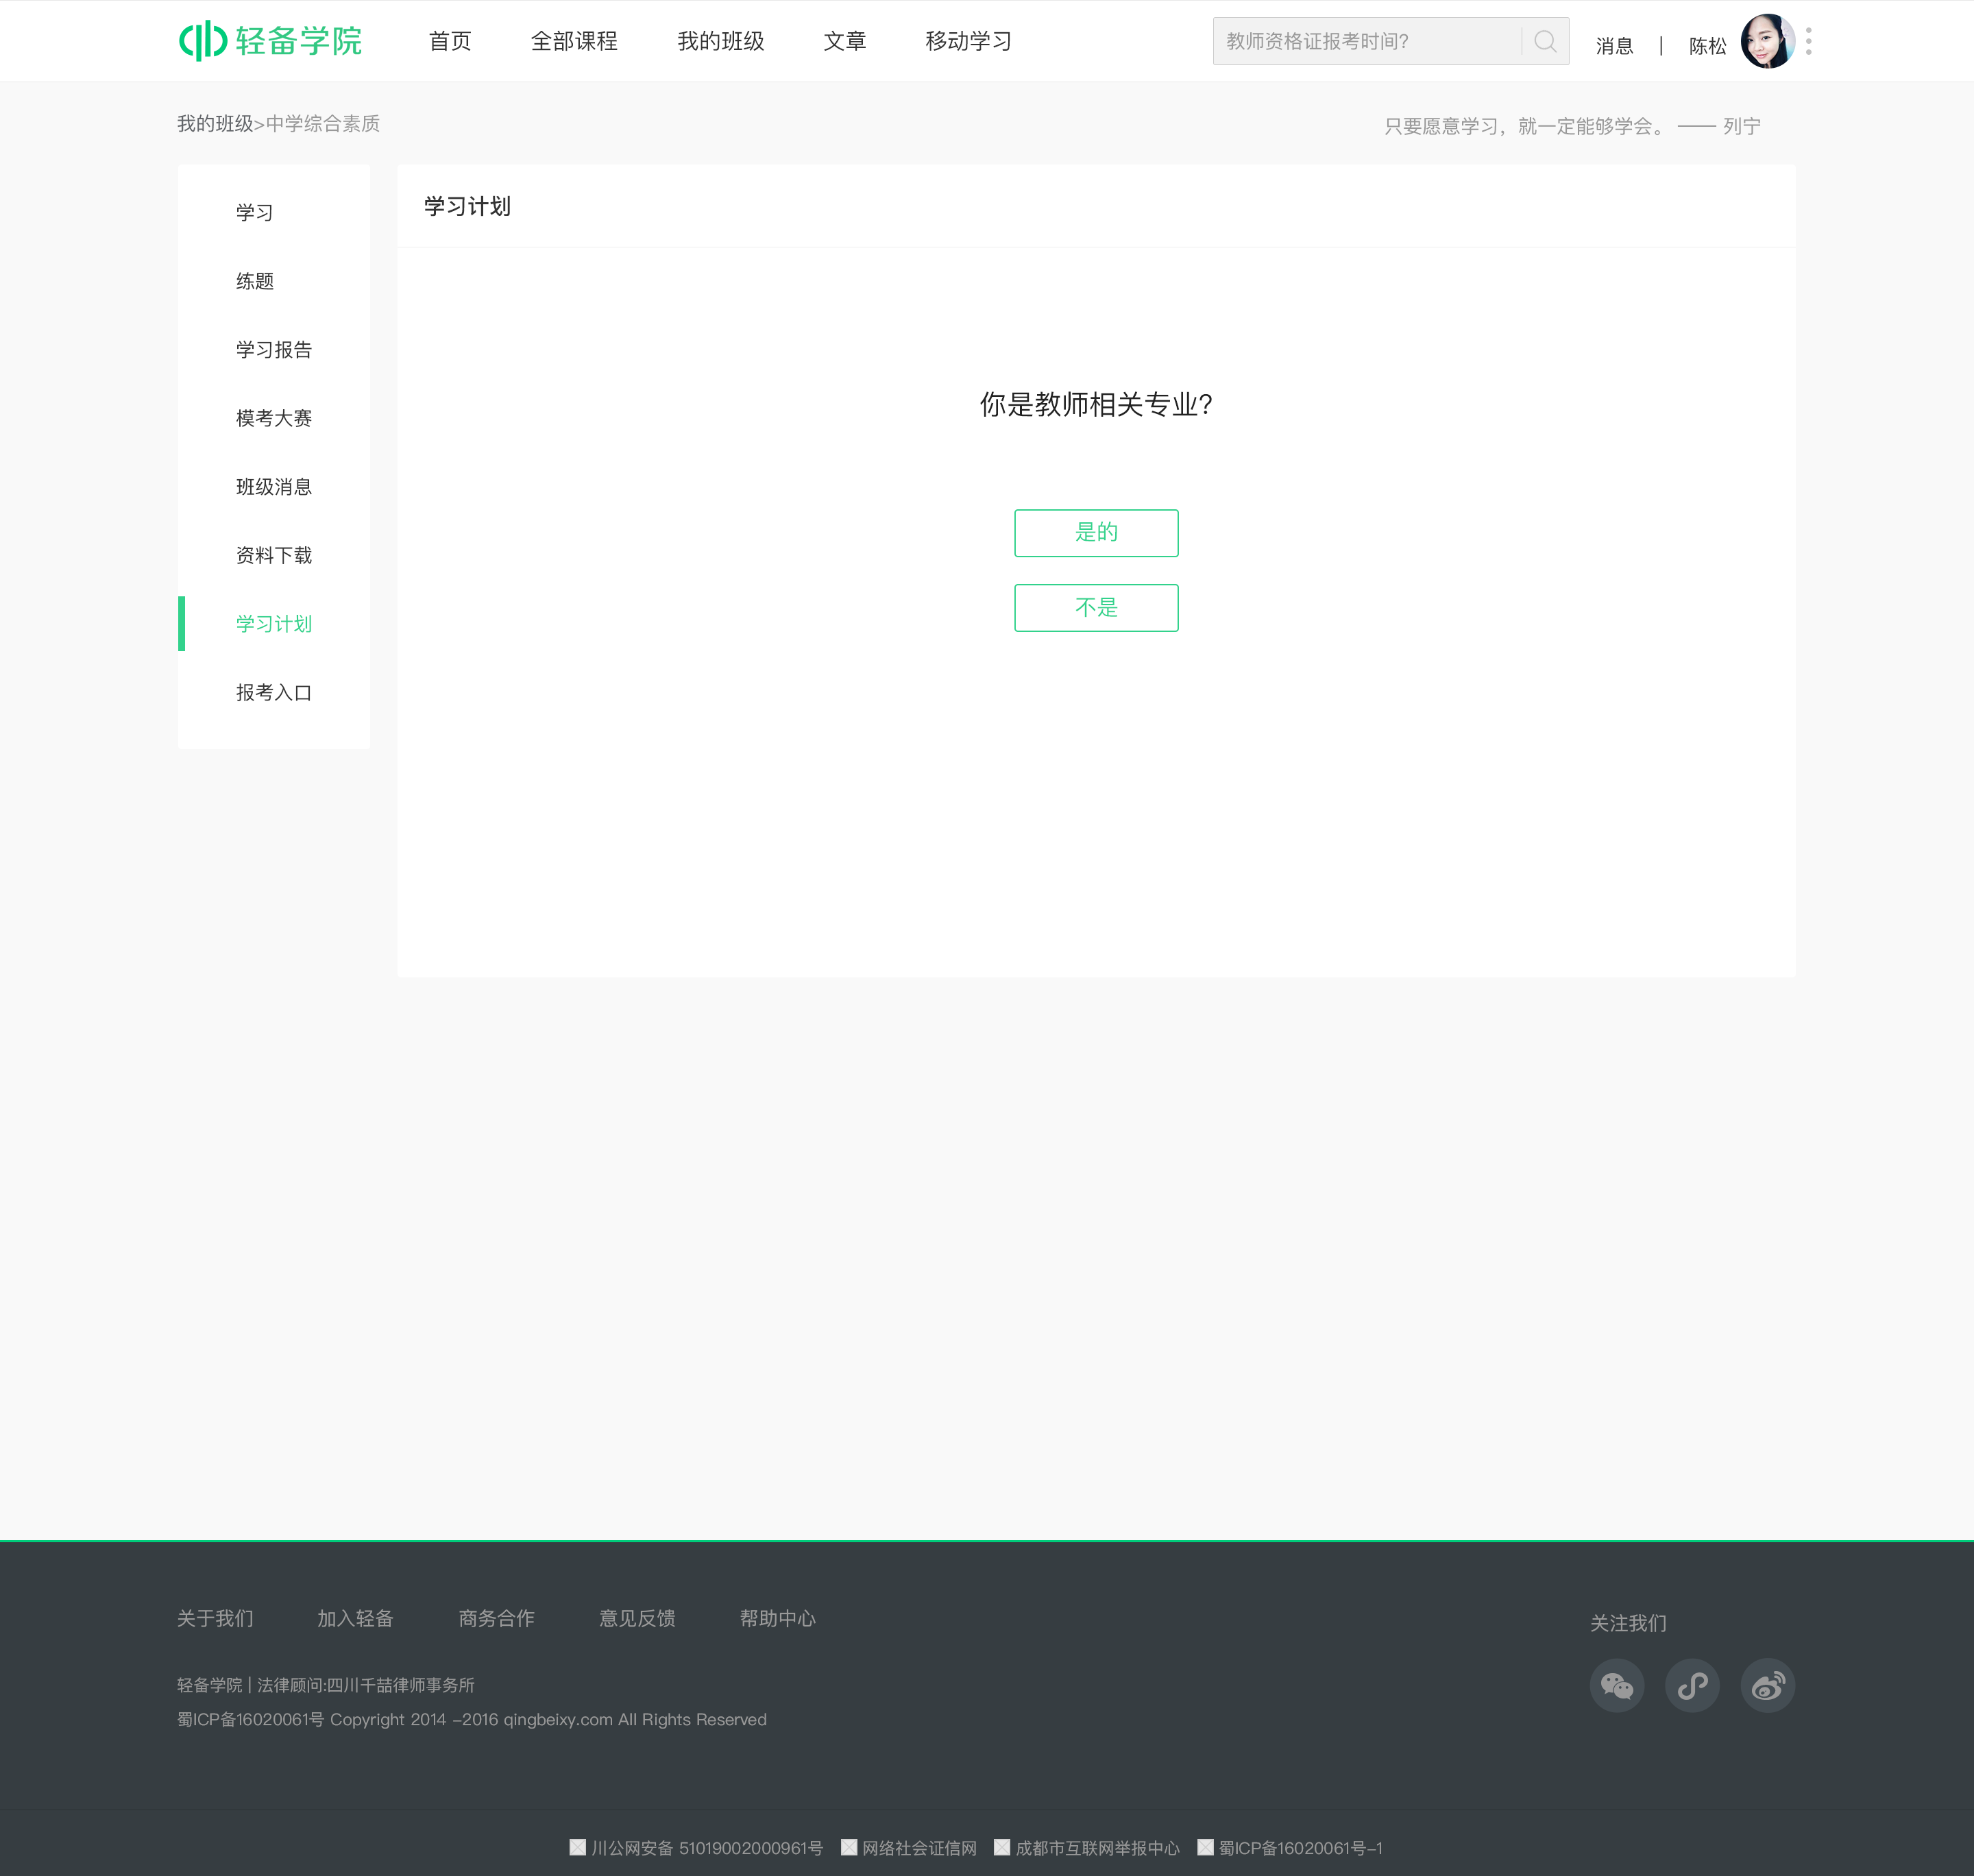 轻备学院 首页 全部课程 我的班级 文章 移动学习 教师资格证报考时间? 消息 | 陈松
我的班级>中学综合素质
只要愿意学习，就一定能够学会。 —— 列宁
学习
练题
学习报告
模考大赛
班级消息
资料下载
学习计划
报考入口
学习计划
你是教师相关专业?
是的
不是
关于我们 加入轻备 商务合作 意见反馈 帮助中心
轻备学院 | 法律顾问:四川千喆律师事务所
蜀ICP备16020061号 Copyright 2014 -2016 qingbeixy.com All Rights Reserved
关注我们
川公网安备 51019002000961号 网络社会证信网 成都市互联网举报中心 蜀ICP备16020061号-1